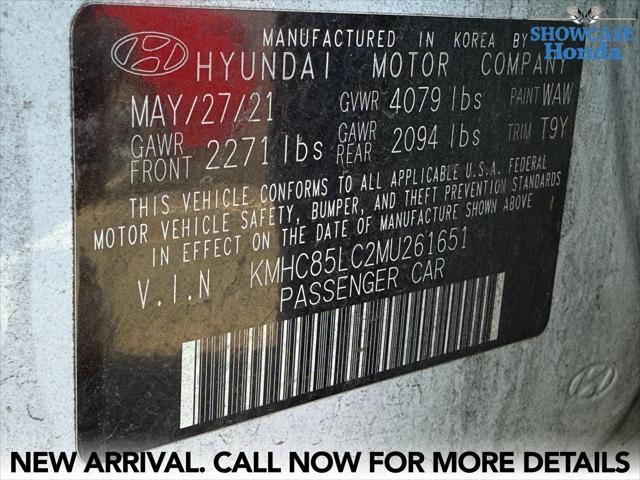 SHOWCASE
Honda
MANUFACTURED IN KOREA BY
HYUNDAI MOTOR COMPANY
MAY/27/21 GVWR 4079 lbs PAINT WAW
GAWR FRONT 2271 lbs GAWR REAR 2094 lbs TRIM T9Y
THIS VEHICLE CONFORMS TO ALL APPLICABLE U.S.A. FEDERAL
MOTOR VEHICLE SAFETY, BUMPER, AND THEFT PREVENTION STANDARDS
IN EFFECT ON THE DATE OF MANUFACTURE SHOWN ABOVE
V.I.N KMHC85LC2MU261651
PASSENGER CAR
NEW ARRIVAL. CALL NOW FOR MORE DETAILS